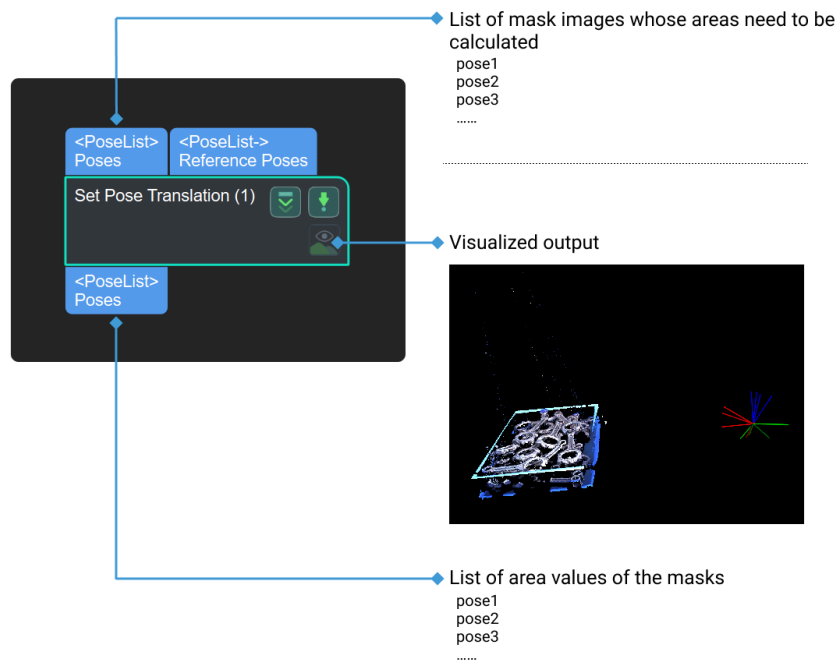 List of mask images whose areas need to be
calculated
pose1
pose2
pose3
......
<PoseList>
Poses
<PoseList->
Reference Poses
Set Pose Translation (1)
Visualized output
<PoseList>
Poses
List of area values of the masks
pose1
pose2
pose3
......